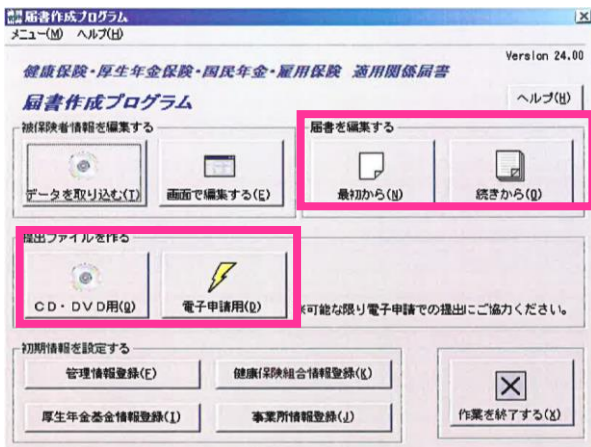 届書作成プログラム
メニュー(M) ヘルプ(H)
Version 24.00
健康保険・厚生年金保険・国民年金・雇用保険 適用関係届書
届書作成プログラム
ヘルプ(H)
被保険者情報を編集する
届書を編集する
データを取り込む(T)
画面で編集する(E)
最初から(N)
続きから(O)
提出ファイルを作る
CD・DVD用(Q)
電子申請用(D)
※可能な限り電子申請での提出にご協力ください。
初期情報を設定する
管理情報登録(F)
健康保険組合情報登録(K)
厚生年金基金情報登録(I)
事業所情報登録(J)
作業を終了する(X)